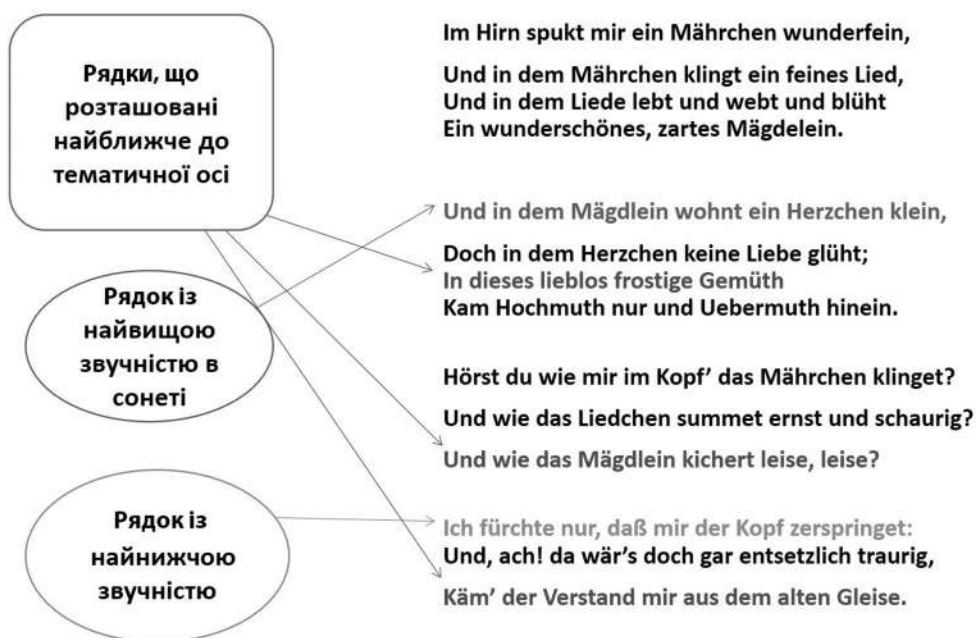 Рядки, що
розташовані
найближче до
тематичної осі
Рядок із
найвищою
звучністю в
сонеті
Рядок із
найнижчою
звучністю
Im Hirn spukt mir ein Mährchen wunderfein,
Und in dem Mährchen klingt ein feines Lied,
Und in dem Liede lebt und webt und blüht
Ein wunderschönes, zartes Mägdelein.
Und in dem Mägdlein wohnt ein Herzchen klein,
Doch in dem Herzchen keine Liebe glüht;
In dieses lieblos frostige Gemüth
Kam Hochmuth nur und Uebermuth hinein.
Hörst du wie mir im Kopf’ das Mährchen klinget?
Und wie das Liedchen summet ernst und schaurig?
Und wie das Mägdlein kichert leise, leise?
Ich fürchte nur, daß mir der Kopf zerspringet:
Und, ach! da wär’s doch gar entsetzlich traurig,
Käm’ der Verstand mir aus dem alten Gleise.